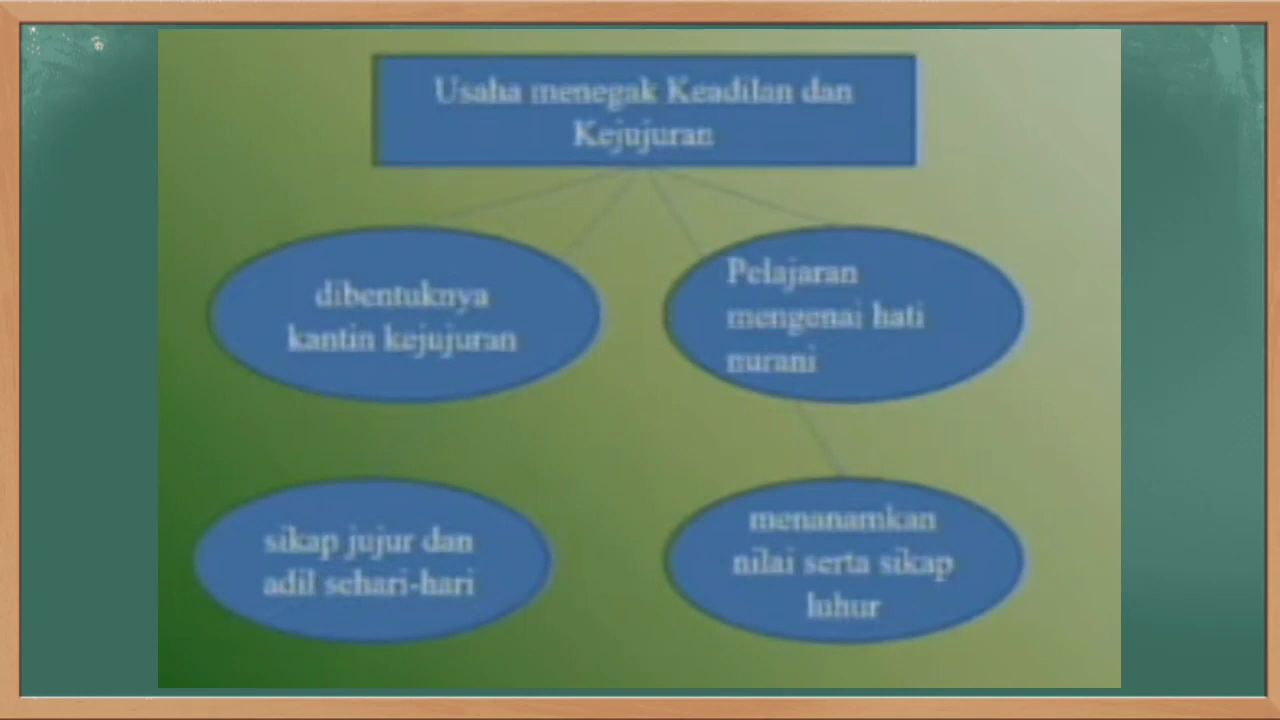 Usaha menegak Keadilan dan
Kejujuran
dibentuknya
kantin kejujuran
Pelajaran
mengenai hati
nurani
sikap jujur dan
adil sehari-hari
menanamkan
nilai serta sikap
luhur